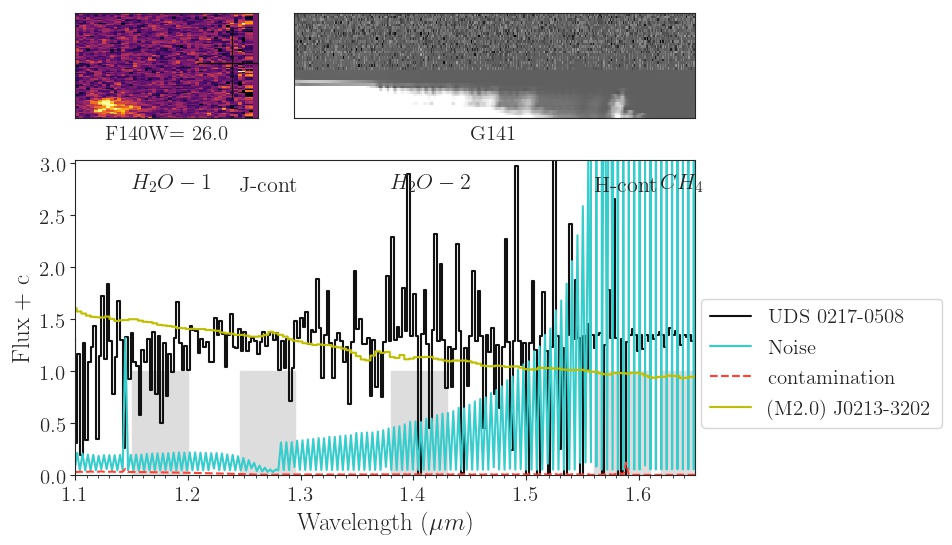 F140W= 26.0
G141
H₂O − 1
J-cont
H₂O − 2
H-cont
CH₄
3.0
2.5
2.0
1.5
1.0
0.5
0.0
Flux + c
1.1
1.2
1.3
1.4
1.5
1.6
Wavelength (μm)
UDS 0217-0508
Noise
contamination
(M2.0) J0213-3202